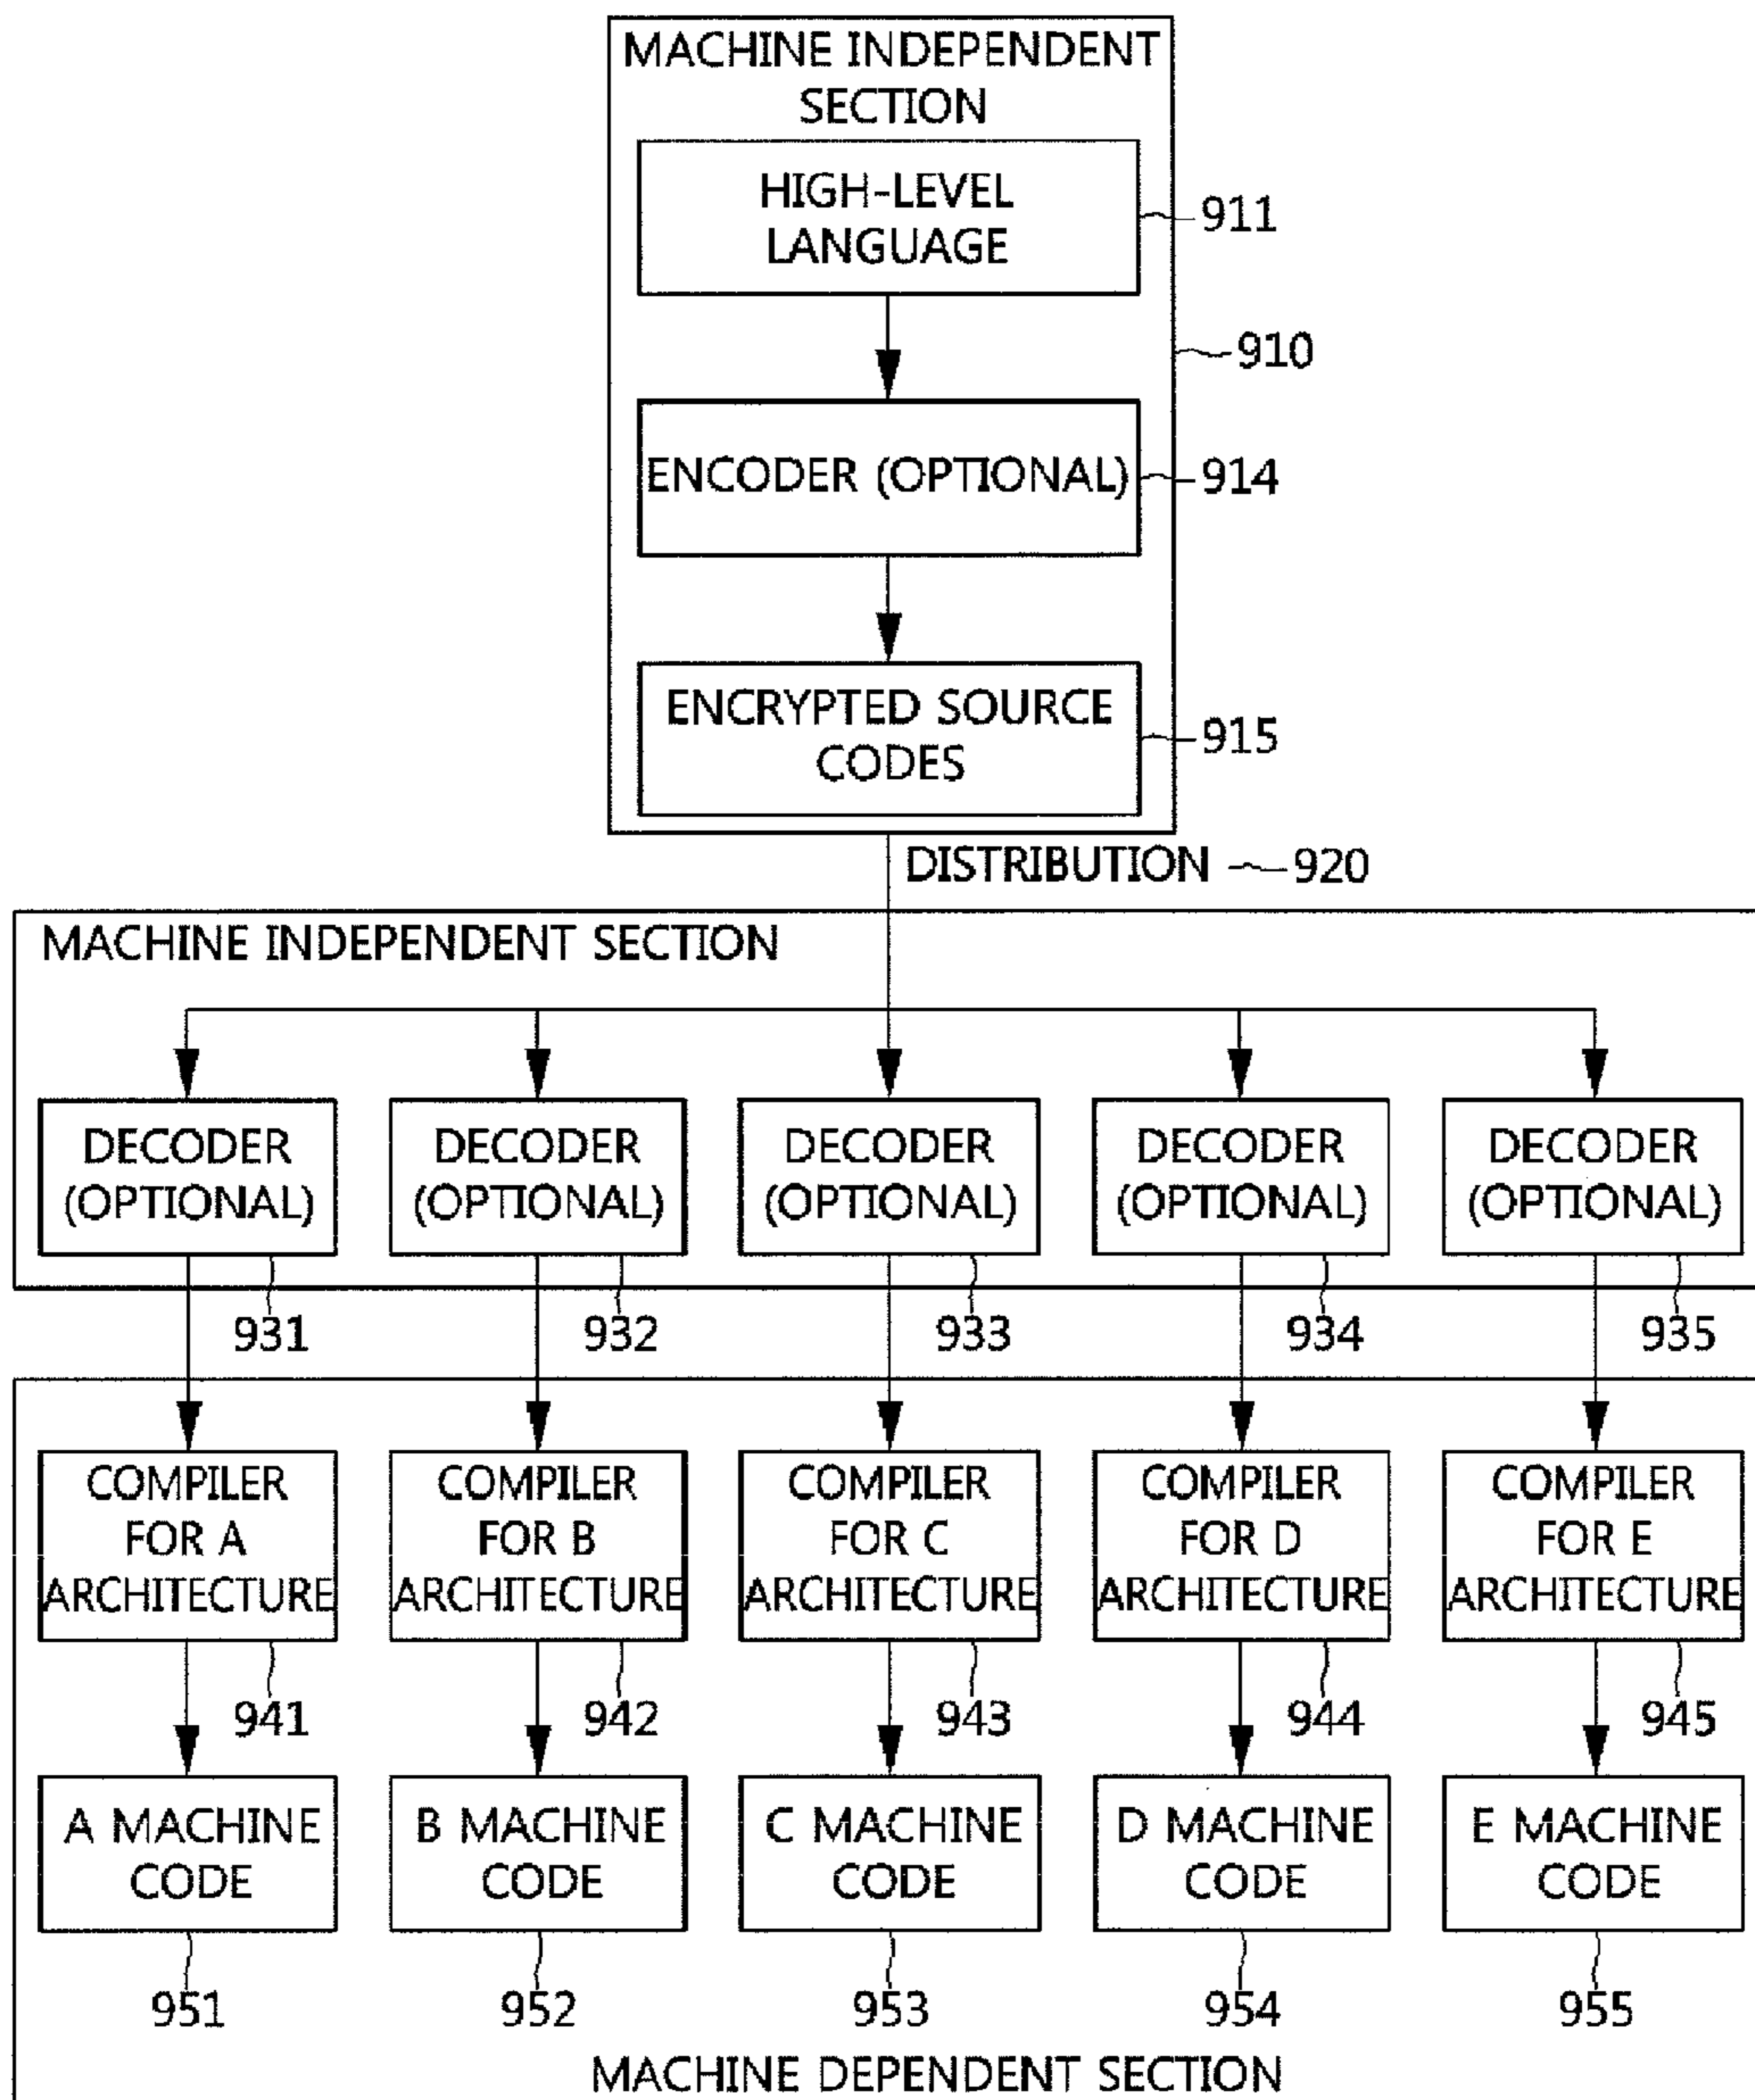 MACHINE INDEPENDENT
SECTION
HIGH-LEVEL
LANGUAGE
911
910
ENCODER (OPTIONAL)
914
ENCRYPTED SOURCE
CODES
915
DISTRIBUTION
920
MACHINE INDEPENDENT SECTION
DECODER
(OPTIONAL)
DECODER
(OPTIONAL)
DECODER
(OPTIONAL)
DECODER
(OPTIONAL)
DECODER
(OPTIONAL)
931
932
933
934
935
COMPILER
FOR A
ARCHITECTURE
COMPILER
FOR B
ARCHITECTURE
COMPILER
FOR C
ARCHITECTURE
COMPILER
FOR D
ARCHITECTURE
COMPILER
FOR E
ARCHITECTURE
941
942
943
944
945
A MACHINE
CODE
B MACHINE
CODE
C MACHINE
CODE
D MACHINE
CODE
E MACHINE
CODE
951
952
953
954
955
MACHINE DEPENDENT SECTION